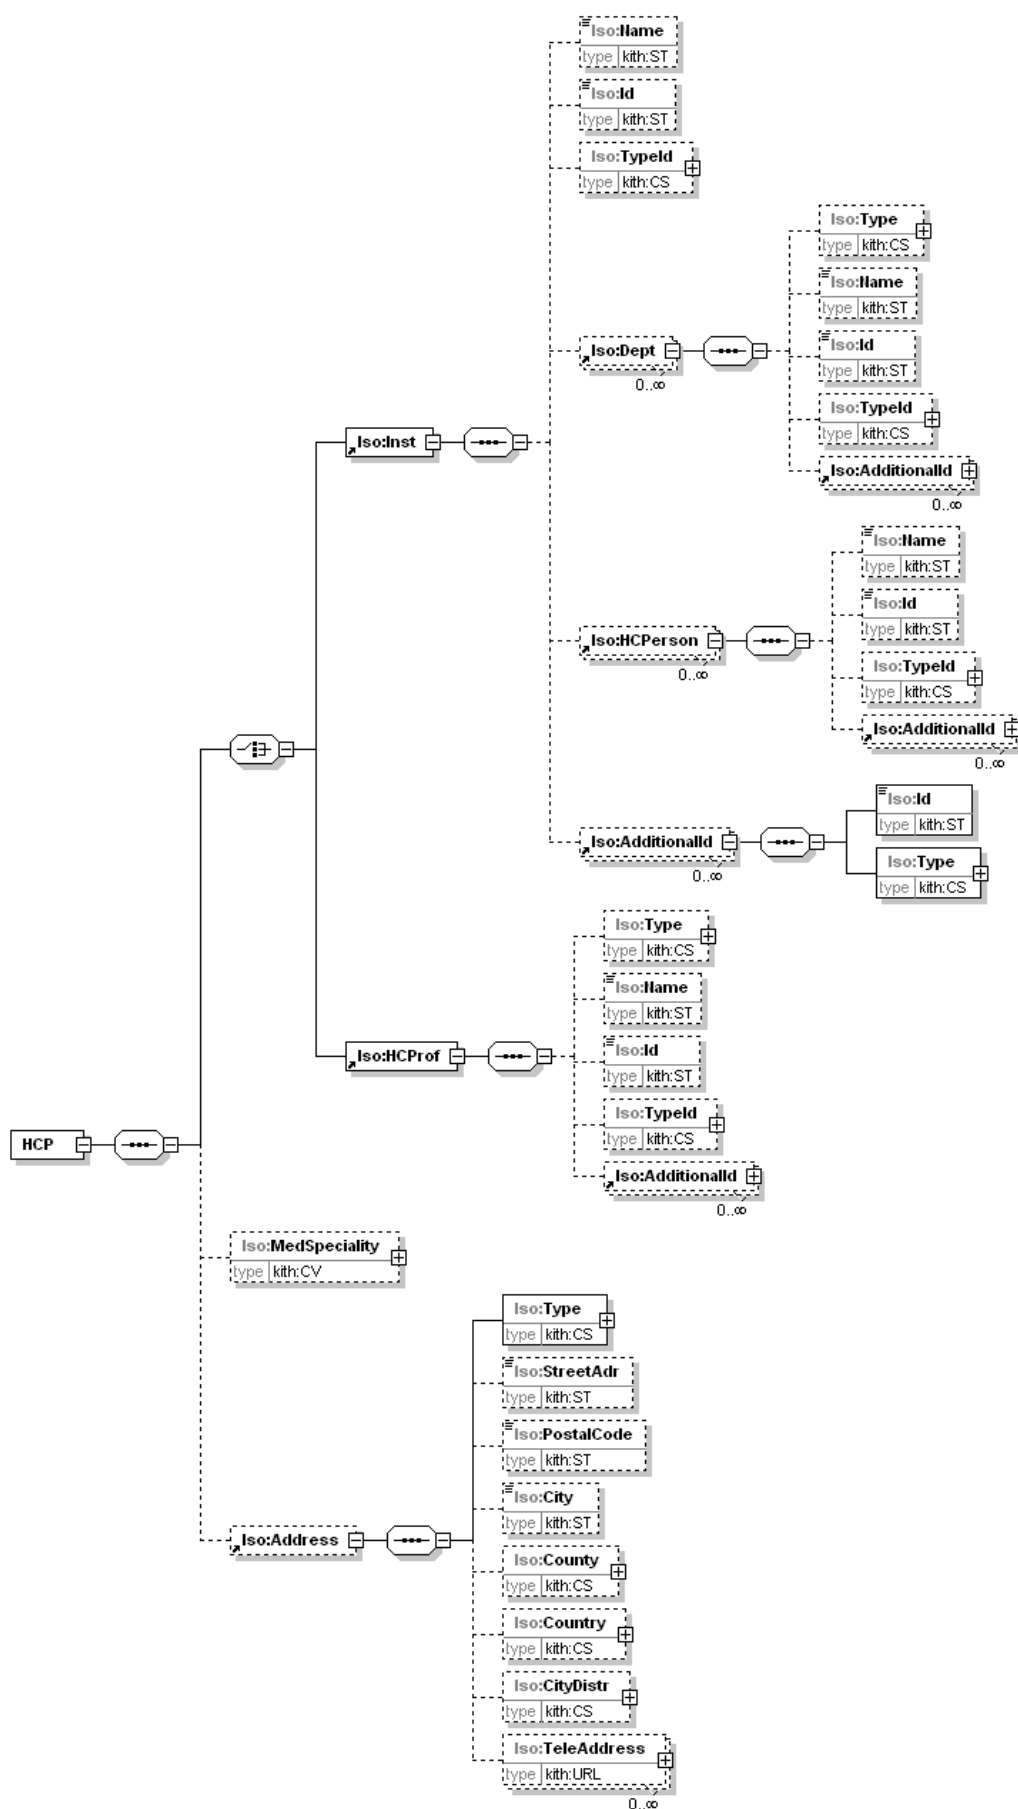 Iso:Name
type kith:ST
Iso:Id
type kith:ST
Iso:TypeId
type kith:CS
Iso:Type
type kith:CS
Iso:Name
type kith:ST
Iso:Dept
0..∞
Iso:Id
type kith:ST
Iso:TypeId
type kith:CS
Iso:Inst
Iso:AdditionalId
0..∞
Iso:Name
type kith:ST
Iso:Id
type kith:ST
Iso:HCPerson
0..∞
Iso:TypeId
type kith:CS
Iso:AdditionalId
0..∞
Iso:Id
type kith:ST
Iso:AdditionalId
0..∞
Iso:Type
type kith:CS
Iso:Type
type kith:CS
Iso:Name
type kith:ST
Iso:HCProf
Iso:Id
type kith:ST
Iso:TypeId
type kith:CS
HCP
Iso:AdditionalId
0..∞
Iso:MedSpeciality
type kith:CV
Iso:Type
type kith:CS
Iso:StreetAdr
type kith:ST
Iso:PostalCode
type kith:ST
Iso:City
type kith:ST
Iso:Address
Iso:County
type kith:CS
Iso:Country
type kith:CS
Iso:CityDistr
type kith:CS
Iso:TeleAddress
type kith:URL
0..∞